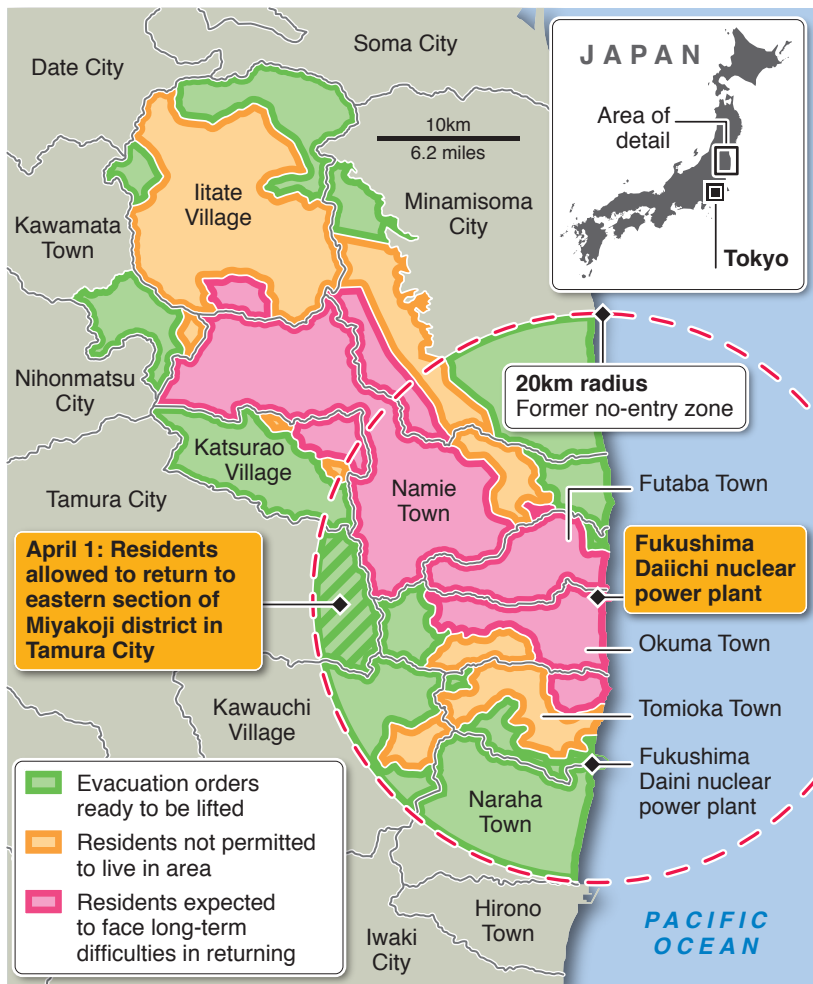 Soma City
Date City
JAPAN
Area of
detail
Tokyo
10km
6.2 miles
Iitate
Village
Minamisoma
City
Kawamata
Town
20km radius
Former no-entry zone
Nihonmatsu
City
Katsurao
Village
Namie
Town
Futaba Town
Tamura City
April 1: Residents
allowed to return to
eastern section of
Miyakoji district in
Tamura City
Fukushima
Daiichi nuclear
power plant
Okuma Town
Kawauchi
Village
Tomioka Town
Fukushima
Daini nuclear
power plant
Naraha
Town
Evacuation orders
ready to be lifted
Residents not permitted
to live in area
Residents expected
to face long-term
difficulties in returning
Hirono
Town
Iwaki
City
PACIFIC
OCEAN